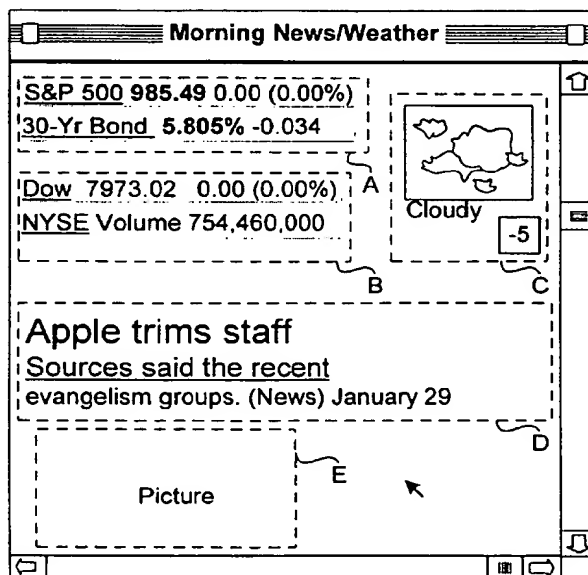 Morning News/Weather
S&P 500 985.49 0.00 (0.00%)
30-Yr Bond 5.805% -0.034
A
Dow 7973.02 0.00 (0.00%)
NYSE Volume 754,460,000
B
Cloudy
-5
C
Apple trims staff
Sources said the recent
evangelism groups. (News) January 29
D
E
Picture